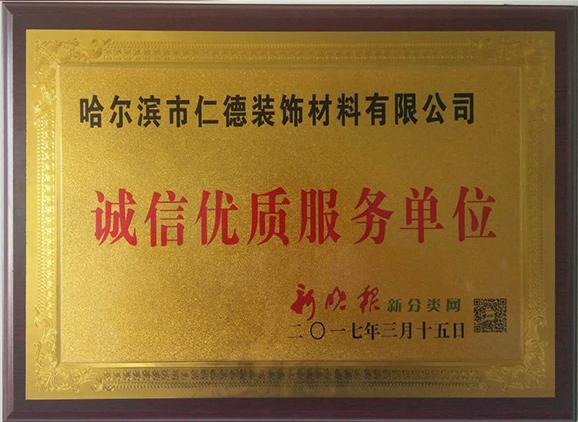 哈尔滨市仁德装饰材料有限公司
诚信优质服务单位
新晚报 新分类网
二〇一七年三月十五日